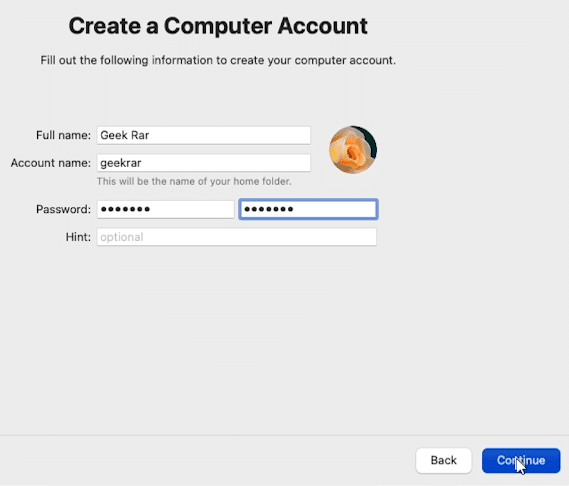 Create a Computer Account
Fill out the following information to create your computer account.
Full name: Geek Rar
Account name: geekrar
This will be the name of your home folder.
Password: ••••••• •••••••
Hint: optional
Back Continue